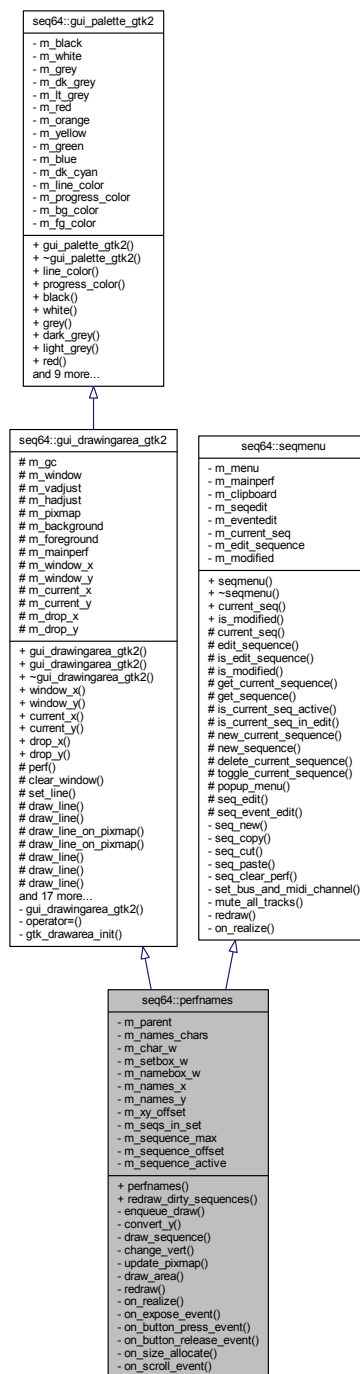 seq64::gui_palette_gtk2
- m_black
- m_white
- m_grey
- m_dk_grey
- m_lt_grey
- m_red
- m_orange
- m_yellow
- m_green
- m_blue
- m_dk_cyan
- m_line_color
- m_progress_color
- m_bg_color
- m_fg_color
+ gui_palette_gtk2()
+ ~gui_palette_gtk2()
+ line_color()
+ progress_color()
+ black()
+ white()
+ grey()
+ dark_grey()
+ light_grey()
+ red()
and 9 more...
seq64::gui_drawingarea_gtk2
# m_gc
# m_window
# m_vadjust
# m_hadjust
# m_pixmap
# m_background
# m_foreground
# m_mainperf
# m_window_x
# m_window_y
# m_current_x
# m_current_y
# m_drop_x
# m_drop_y
+ gui_drawingarea_gtk2()
+ gui_drawingarea_gtk2()
+ ~gui_drawingarea_gtk2()
+ window_x()
+ window_y()
+ current_x()
+ current_y()
+ drop_x()
+ drop_y()
# perf()
# clear_window()
# set_line()
# draw_line()
# draw_line()
# draw_line_on_pixmap()
# draw_line_on_pixmap()
# draw_line()
# draw_line()
# draw_line()
and 17 more...
- gui_drawingarea_gtk2()
- operator=()
- gtk_drawarea_init()
seq64::seqmenu
- m_menu
- m_mainperf
- m_clipboard
- m_seqedit
- m_eventedit
- m_current_seq
- m_edit_sequence
- m_modified
+ seqmenu()
+ ~seqmenu()
+ current_seq()
+ is_modified()
# current_seq()
# edit_sequence()
# is_edit_sequence()
# is_modified()
# get_current_sequence()
# get_sequence()
# is_current_seq_active()
# is_current_seq_in_edit()
# new_current_sequence()
# new_sequence()
# delete_current_sequence()
# toggle_current_sequence()
# popup_menu()
# seq_edit()
# seq_event_edit()
- seq_new()
- seq_copy()
- seq_cut()
- seq_paste()
- seq_clear_perf()
- set_bus_and_midi_channel()
- mute_all_tracks()
- redraw()
- on_realize()
seq64::perfnames
- m_parent
- m_names_chars
- m_char_w
- m_setbox_w
- m_namebox_w
- m_names_x
- m_names_y
- m_xy_offset
- m_seqs_in_set
- m_sequence_max
- m_sequence_offset
- m_sequence_active
+ perfnames()
+ redraw_dirty_sequences()
- enqueue_draw()
- convert_y()
- draw_sequence()
- change_vert()
- update_pixmap()
- draw_area()
- redraw()
- on_realize()
- on_expose_event()
- on_button_press_event()
- on_button_release_event()
- on_size_allocate()
- on_scroll_event()